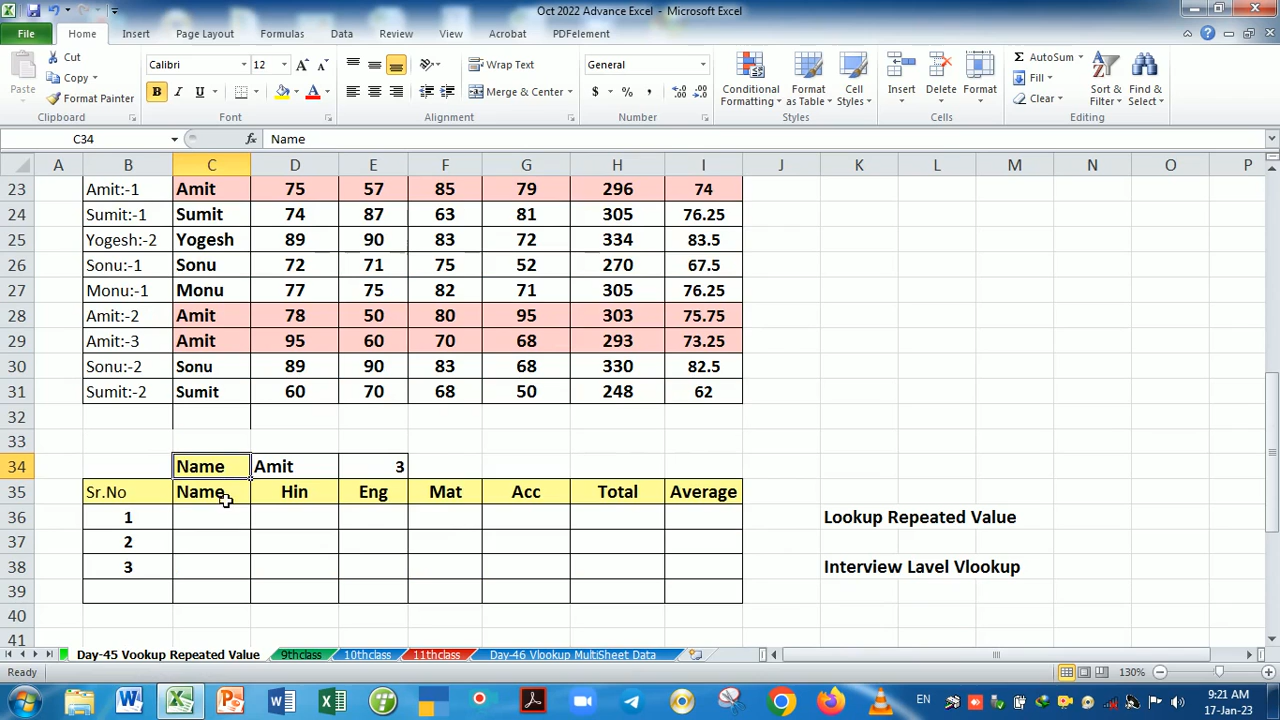 Oct 2022 Advance Excel - Microsoft Excel
File Home Insert Page Layout Formulas Data Review View Acrobat PDFelement
Paste Cut
Copy
Format Painter
Clipboard
Calibri 12
B I U
Font
Wrap Text
Merge & Center
Alignment
General
$ % ,
Number
Conditional Formatting Format as Table Cell Styles
Styles
Insert Delete Format
Cells
Σ AutoSum
Fill
Clear
Sort & Filter Find & Select
Editing
C34 fx Name
A B C D E F G H I J K L M N O P
23 Amit:-1 Amit 75 57 85 79 296 74
24 Sumit:-1 Sumit 74 87 63 81 305 76.25
25 Yogesh:-2 Yogesh 89 90 83 72 334 83.5
26 Sonu:-1 Sonu 72 71 75 52 270 67.5
27 Monu:-1 Monu 77 75 82 71 305 76.25
28 Amit:-2 Amit 78 50 80 95 303 75.75
29 Amit:-3 Amit 95 60 70 68 293 73.25
30 Sonu:-2 Sonu 89 90 83 68 330 82.5
31 Sumit:-2 Sumit 60 70 68 50 248 62
32
33
34 Name Amit 3
35 Sr.No Name Hin Eng Mat Acc Total Average
36 1 Lookup Repeated Value
37 2
38 3 Interview Lavel Vlookup
39
40
41
Day-45 Vookup Repeated Value 9thclass 10thclass 11thclass Day-46 Vlookup MultiSheet Data
Ready 130%
EN 9:21 AM
17-Jan-23